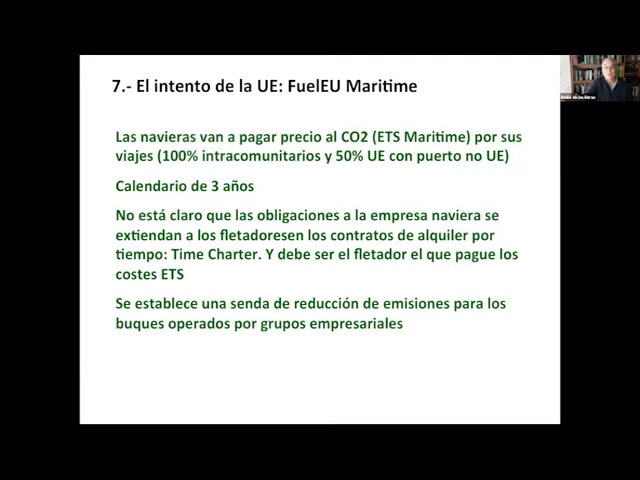 7.- El intento de la UE: FuelEU Maritime
Las navieras van a pagar precio al CO2 (ETS Maritime) por sus
viajes (100% intracomunitarios y 50% UE con puerto no UE)
Calendario de 3 años
No está claro que las obligaciones a la empresa naviera se
extiendan a los fletadoresen los contratos de alquiler por
tiempo: Time Charter. Y debe ser el fletador el que pague los
costes ETS
Se establece una senda de reducción de emisiones para los
buques operados por grupos empresariales